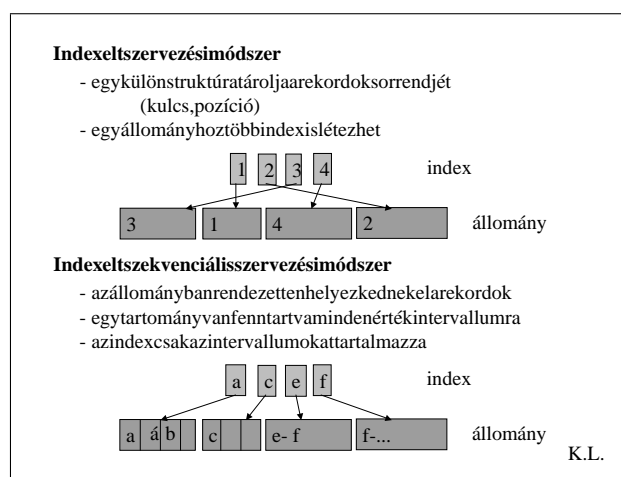 Indexeltszervezésimódszer
- egykülönstruktúratároljaarekordoksorrendjét
(kulcs,pozíció)
- egyállományhoztöbbindexislétezhet
1 2 3 4 index
3 1 4 2 állomány
Indexeltszekvenciálisszervezésimódszer
- azállománybanrendezettenhelyezkednekelarekordok
- egytartományvanfenntartvamindenértékintervallumra
- azindexcsakazintervallumokattartalmazza
a c e f index
a á b c e- f f-... állomány
K.L.